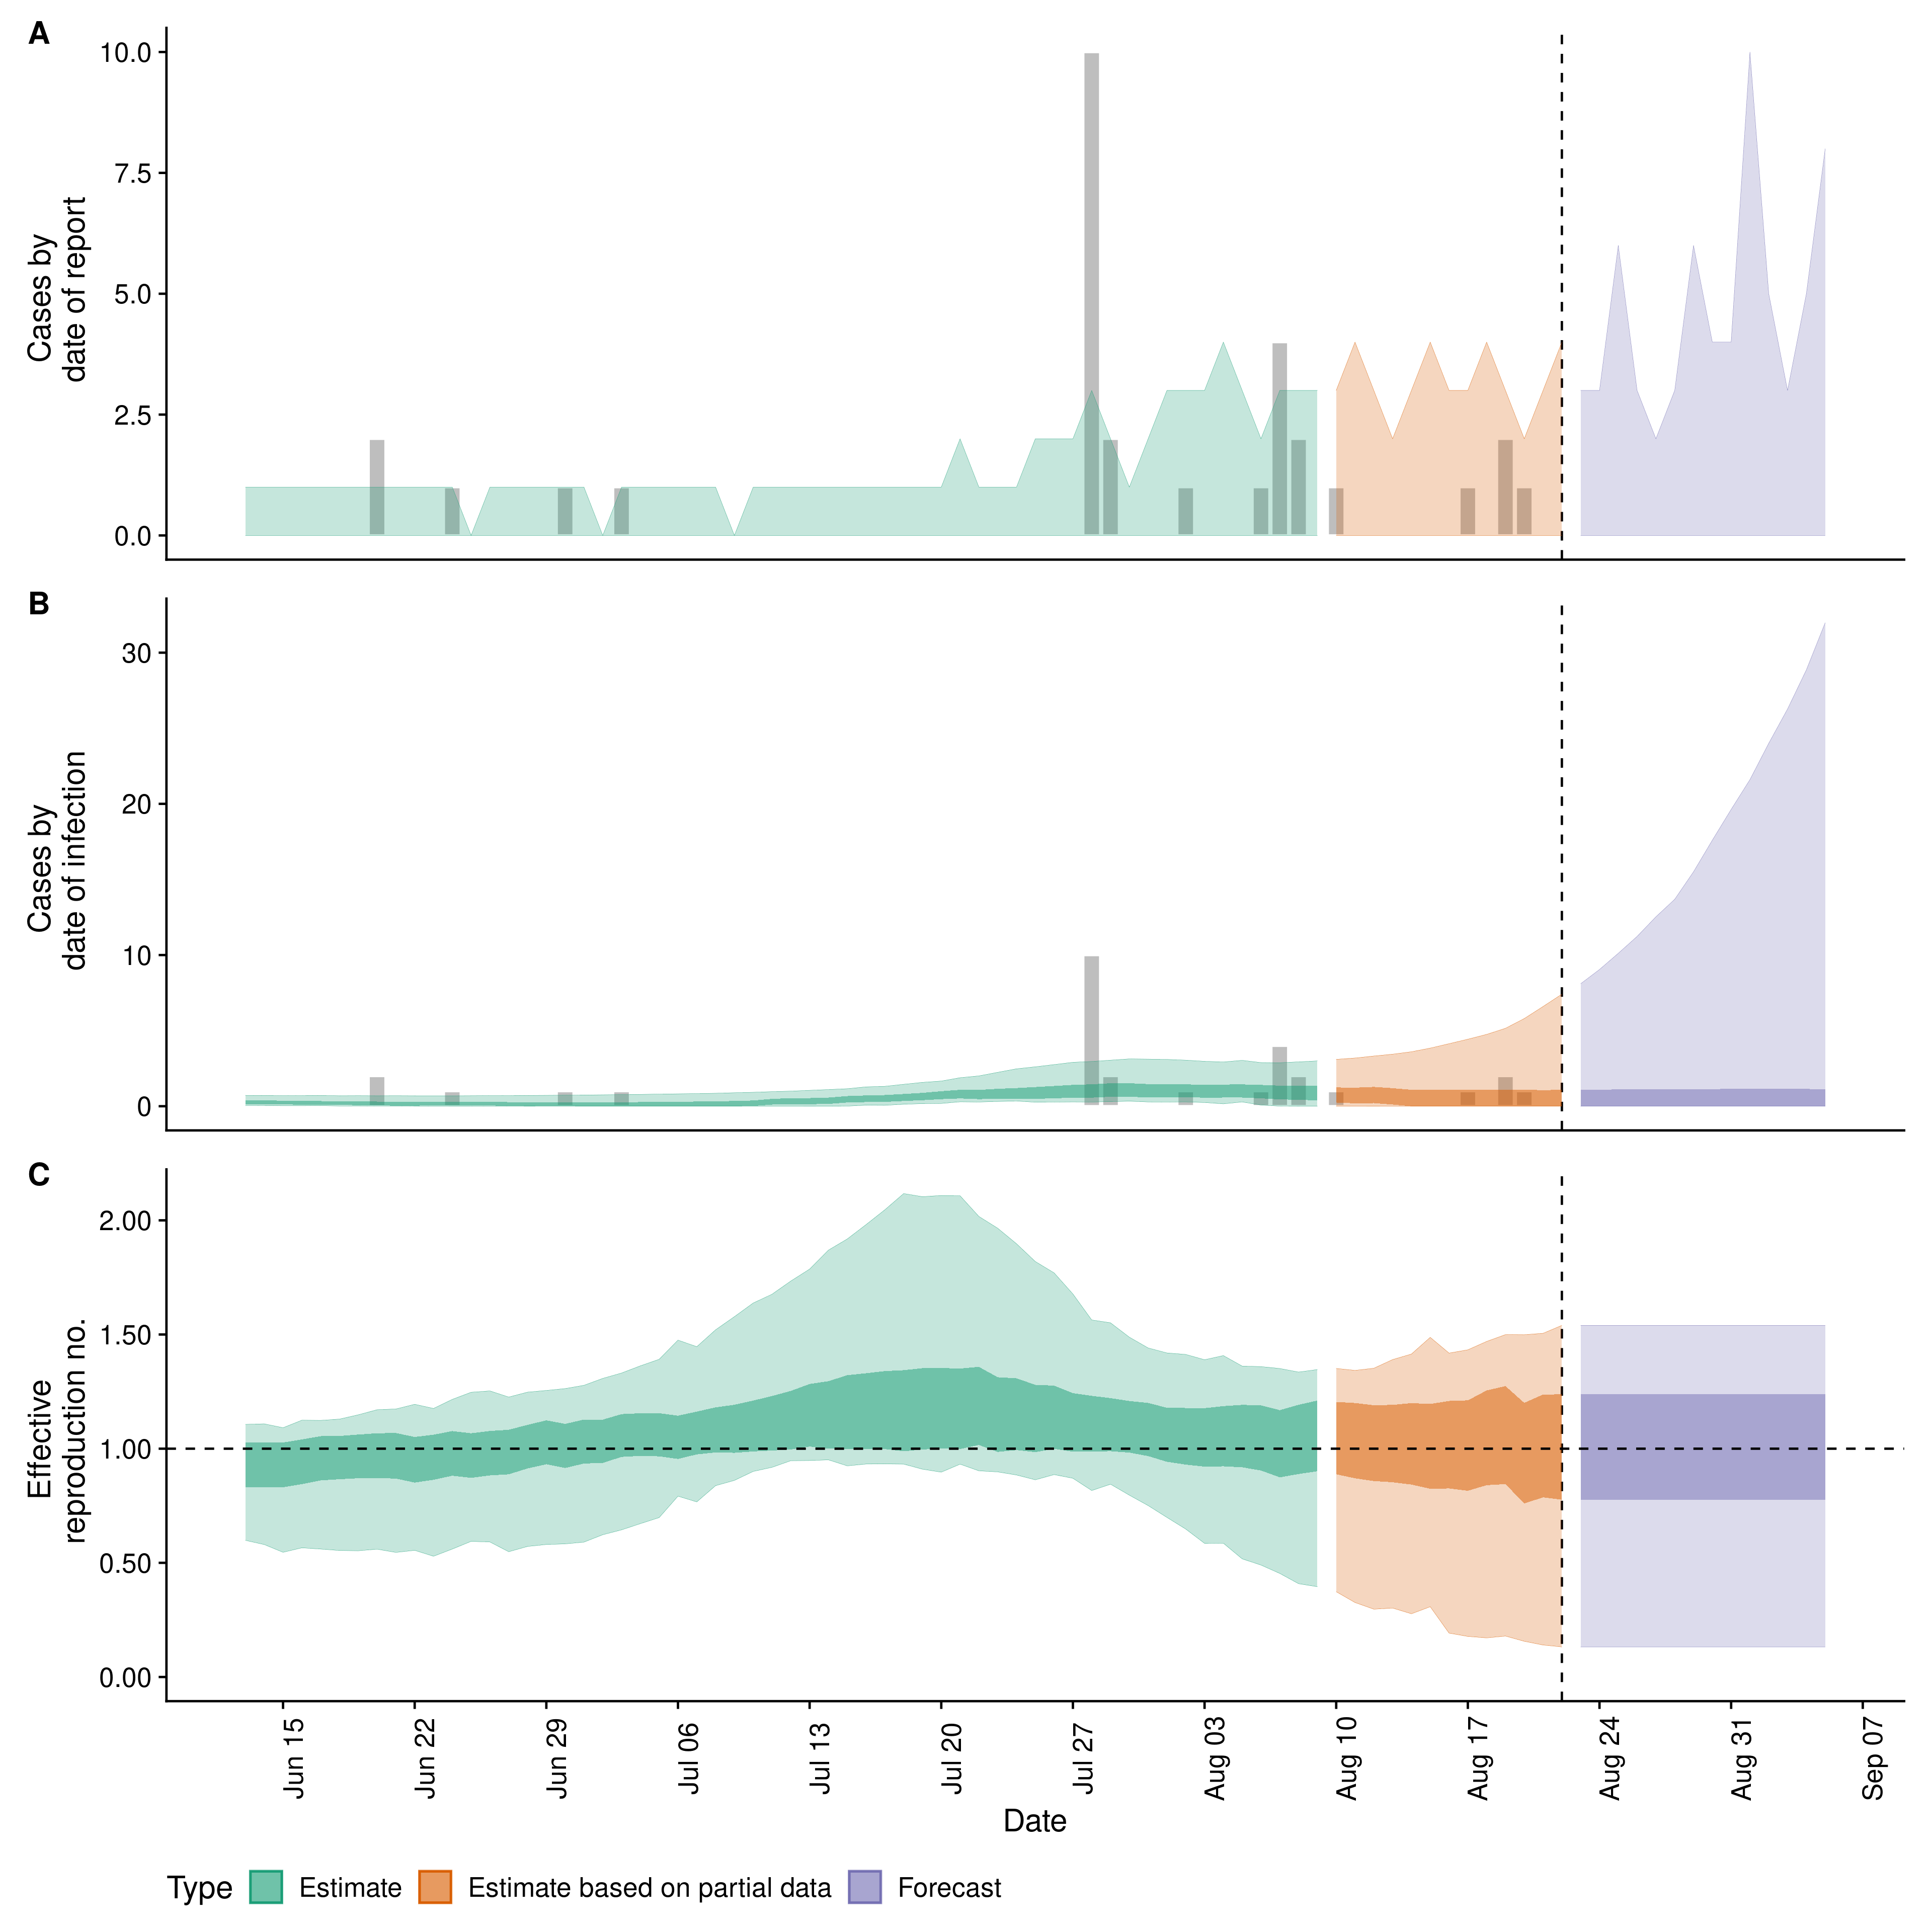 A
10.0
7.5
5.0
2.5
0.0
Cases by
date of report
B
30
20
10
0
Cases by
date of infection
C
2.00
1.50
1.00
0.50
0.00
Effective
reproduction no.
Jun 15
Jun 22
Jun 29
Jul 06
Jul 13
Jul 20
Jul 27
Aug 03
Aug 10
Aug 17
Aug 24
Aug 31
Sep 07
Date
Type Estimate Estimate based on partial data Forecast